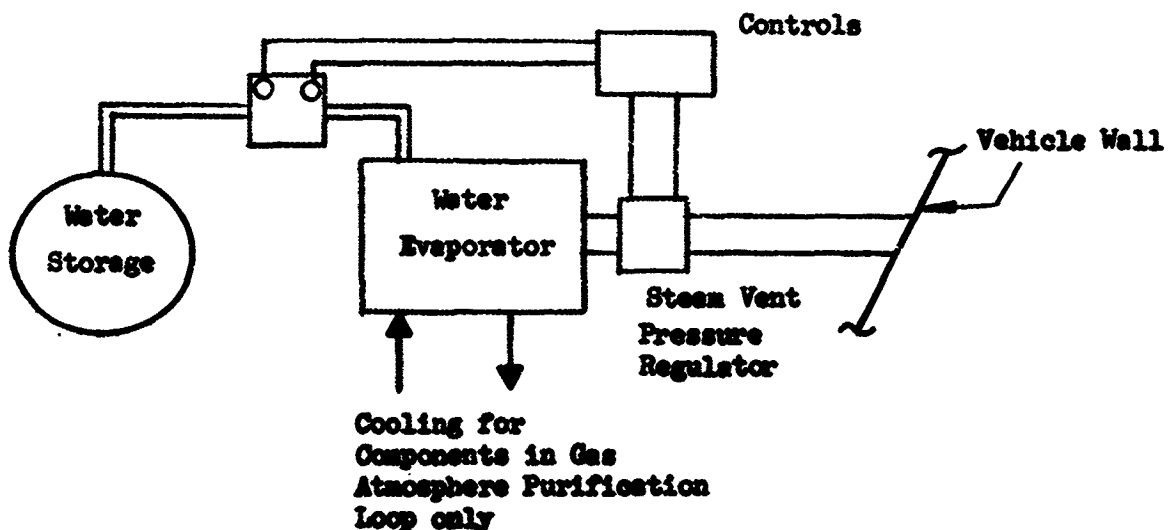 Controls
Vehicle Wall
Water
Storage
Water
Evaporator
Steam Vent
Pressure
Regulator
Cooling for
Components in Gas
Atmosphere Purification
Loop only